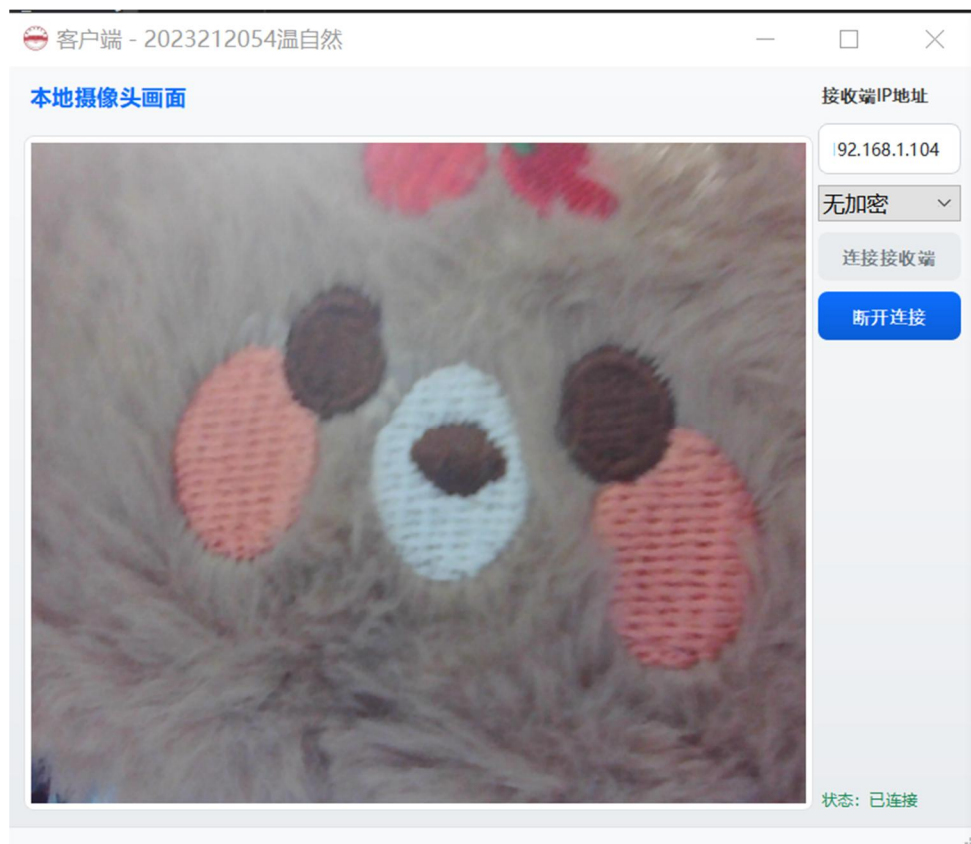 客户端 - 2023212054温自然
本地摄像头画面
接收端IP地址
192.168.1.104
无加密
连接接收端
断开连接
状态：已连接